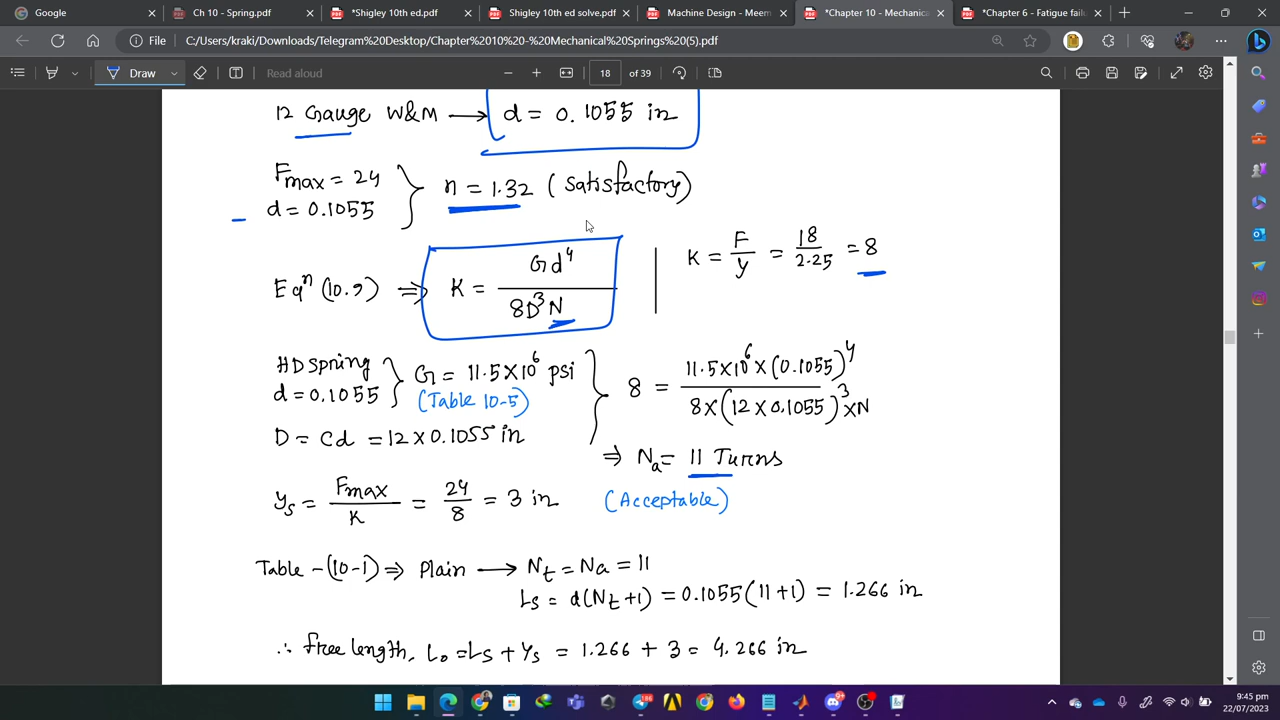 Google
Ch 10 - Spring.pdf
*Shigley 10th ed.pdf
Shigley 10th ed solve.pdf
Machine Design - Meem
*Chapter 10 - Mechanica
*Chapter 6 - Fatigue failu
File
C:/Users/kraki/Downloads/Telegram%20Desktop/Chapter%2010%20-%20Mechanical%20Springs%20(5).pdf
Draw
Read aloud
18 of 39
12 Gauge W&M → d = 0.1055 in
Fmax = 24
d = 0.1055
n = 1.32 (satisfactory)
Eqⁿ (10.9) ⇒ K = Gd⁴ / 8D³N
K = F/y = 18/2.25 = 8
HD spring
d = 0.1055
G = 11.5×10⁶ psi
(Table 10-5)
D = Cd = 12 × 0.1055 in
8 = 11.5×10⁶ × (0.1055)⁴ / 8×(12 × 0.1055)³ × N
⇒ Na = 11 Turns
(Acceptable)
ys = Fmax/K = 24/8 = 3 in
Table -(10-1) ⇒ Plain → Nt = Na = 11
Ls = d(Nt+1) = 0.1055(11+1) = 1.266 in
∴ free length, L₀ = Ls + ys = 1.266 + 3 = 4.266 in
9:45 pm
22/07/2023